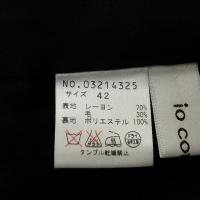 NO.03214325
サイズ 42
表地 レーヨン 70%
毛 30%
裏地 ポリエステル 100%
タンブル乾燥禁止
io co